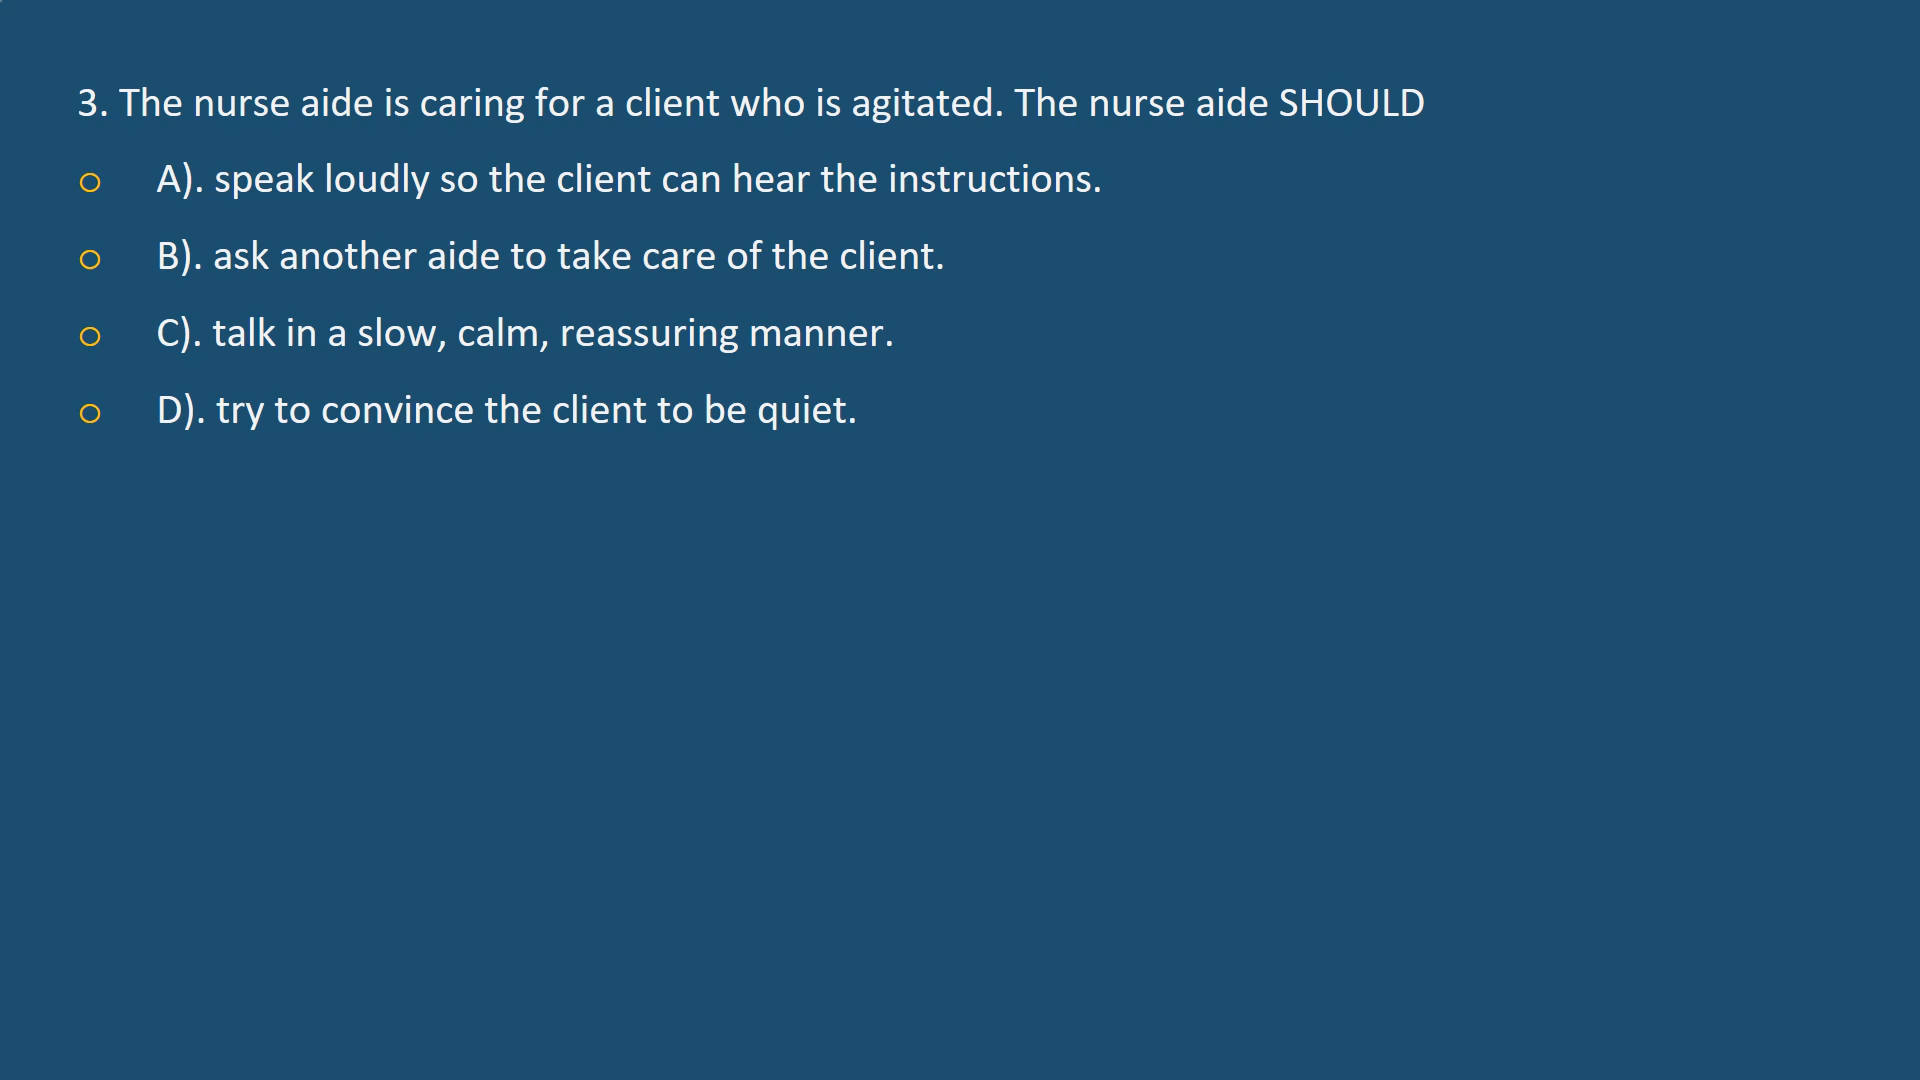 3. The nurse aide is caring for a client who is agitated. The nurse aide SHOULD
o A). speak loudly so the client can hear the instructions.
o B). ask another aide to take care of the client.
o C). talk in a slow, calm, reassuring manner.
o D). try to convince the client to be quiet.